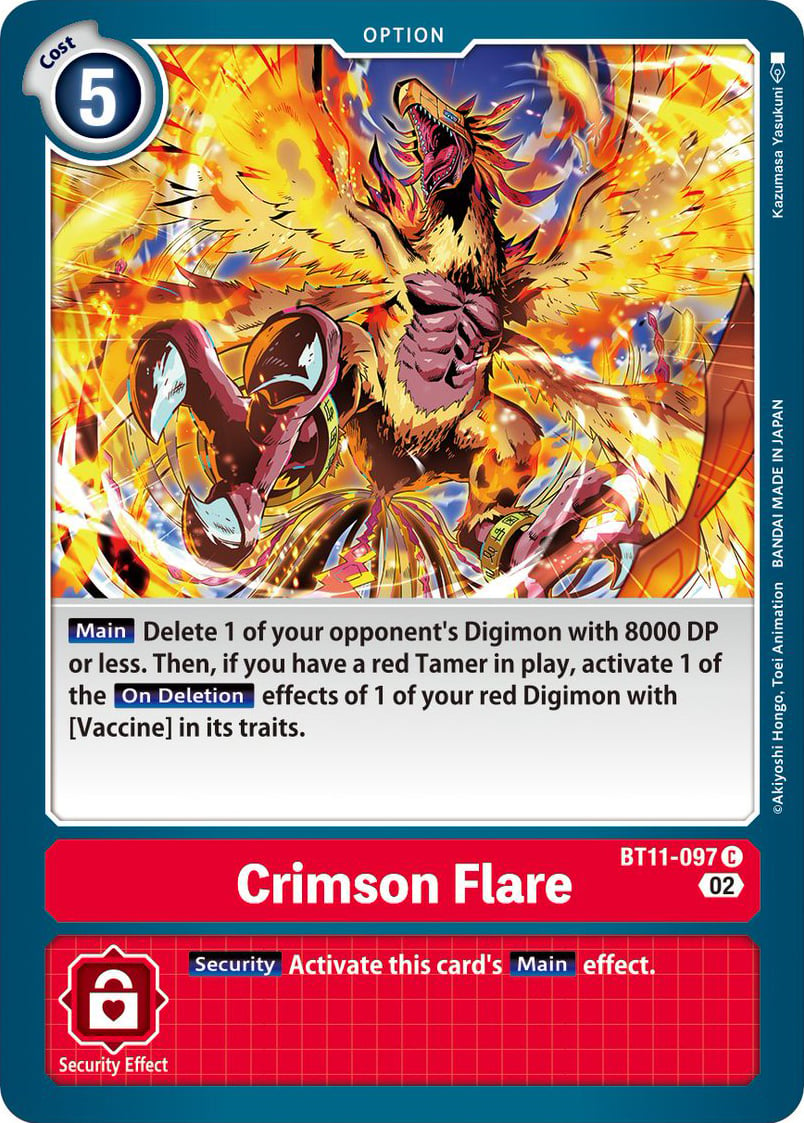 OPTION
Cost
5
Kazumasa Yasukuni
Main Delete 1 of your opponent's Digimon with 8000 DP
or less. Then, if you have a red Tamer in play, activate 1 of
the On Deletion effects of 1 of your red Digimon with
[Vaccine] in its traits.
©Akiyoshi Hongo, Toei Animation BANDAI MADE IN JAPAN
BT11-097 C
Crimson Flare
02
Security Activate this card's Main effect.
Security Effect